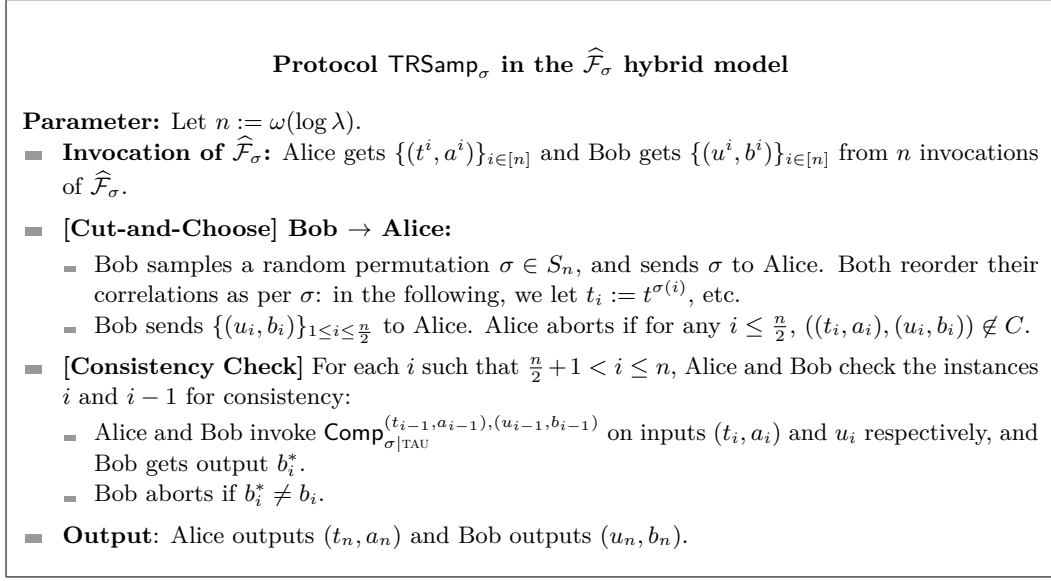 Protocol TRSamp_σ in the \widehat{F}_σ hybrid model
Parameter: Let n := ω(log λ).
Invocation of \widehat{F}_σ: Alice gets {(t^i, a^i)}_{i∈[n]} and Bob gets {(u^i, b^i)}_{i∈[n]} from n invocations
of \widehat{F}_σ.
[Cut-and-Choose] Bob → Alice:
Bob samples a random permutation σ ∈ S_n, and sends σ to Alice. Both reorder their
correlations as per σ: in the following, we let t_i := t^{σ(i)}, etc.
Bob sends {(u_i, b_i)}_{1≤i≤\frac{n}{2}} to Alice. Alice aborts if for any i ≤ \frac{n}{2}, ((t_i, a_i), (u_i, b_i)) ∉ C.
[Consistency Check] For each i such that \frac{n}{2} + 1 < i ≤ n, Alice and Bob check the instances
i and i − 1 for consistency:
Alice and Bob invoke Comp_{σ|TAU}^{(t_{i−1}, a_{i−1}), (u_{i−1}, b_{i−1})} on inputs (t_i, a_i) and u_i respectively, and
Bob gets output b_i^*.
Bob aborts if b_i^* ≠ b_i.
Output: Alice outputs (t_n, a_n) and Bob outputs (u_n, b_n).